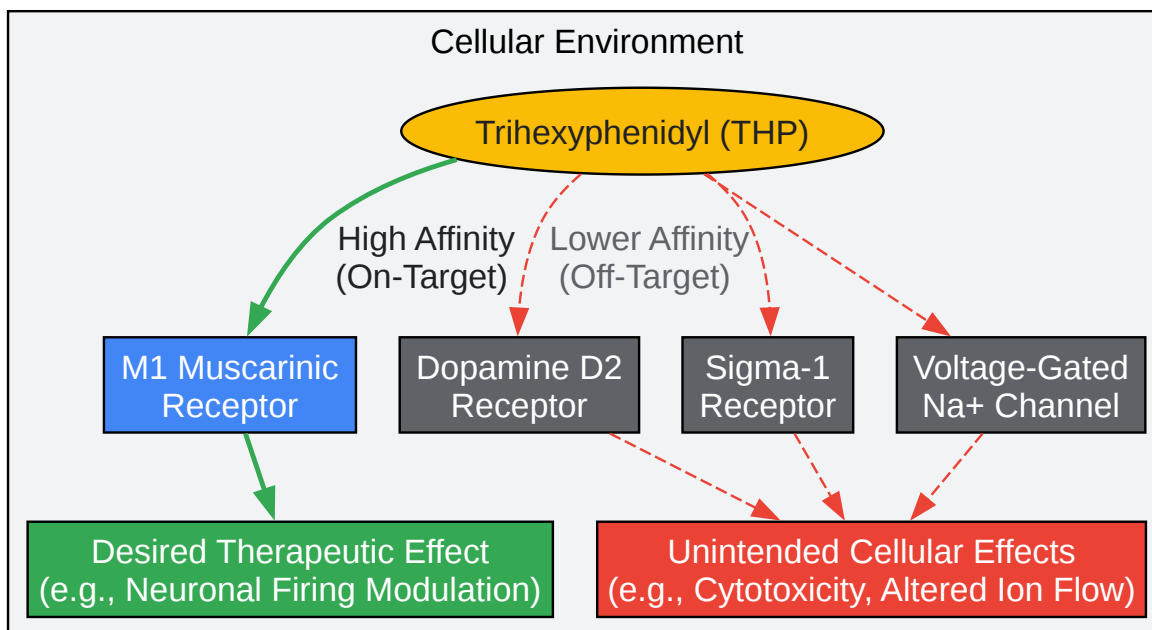 Cellular Environment
Trihexyphenidyl (THP)
High Affinity
(On-Target)
Lower Affinity
(Off-Target)
M1 Muscarinic
Receptor
Dopamine D2
Receptor
Sigma-1
Receptor
Voltage-Gated
Na+ Channel
Desired Therapeutic Effect
(e.g., Neuronal Firing Modulation)
Unintended Cellular Effects
(e.g., Cytotoxicity, Altered Ion Flow)